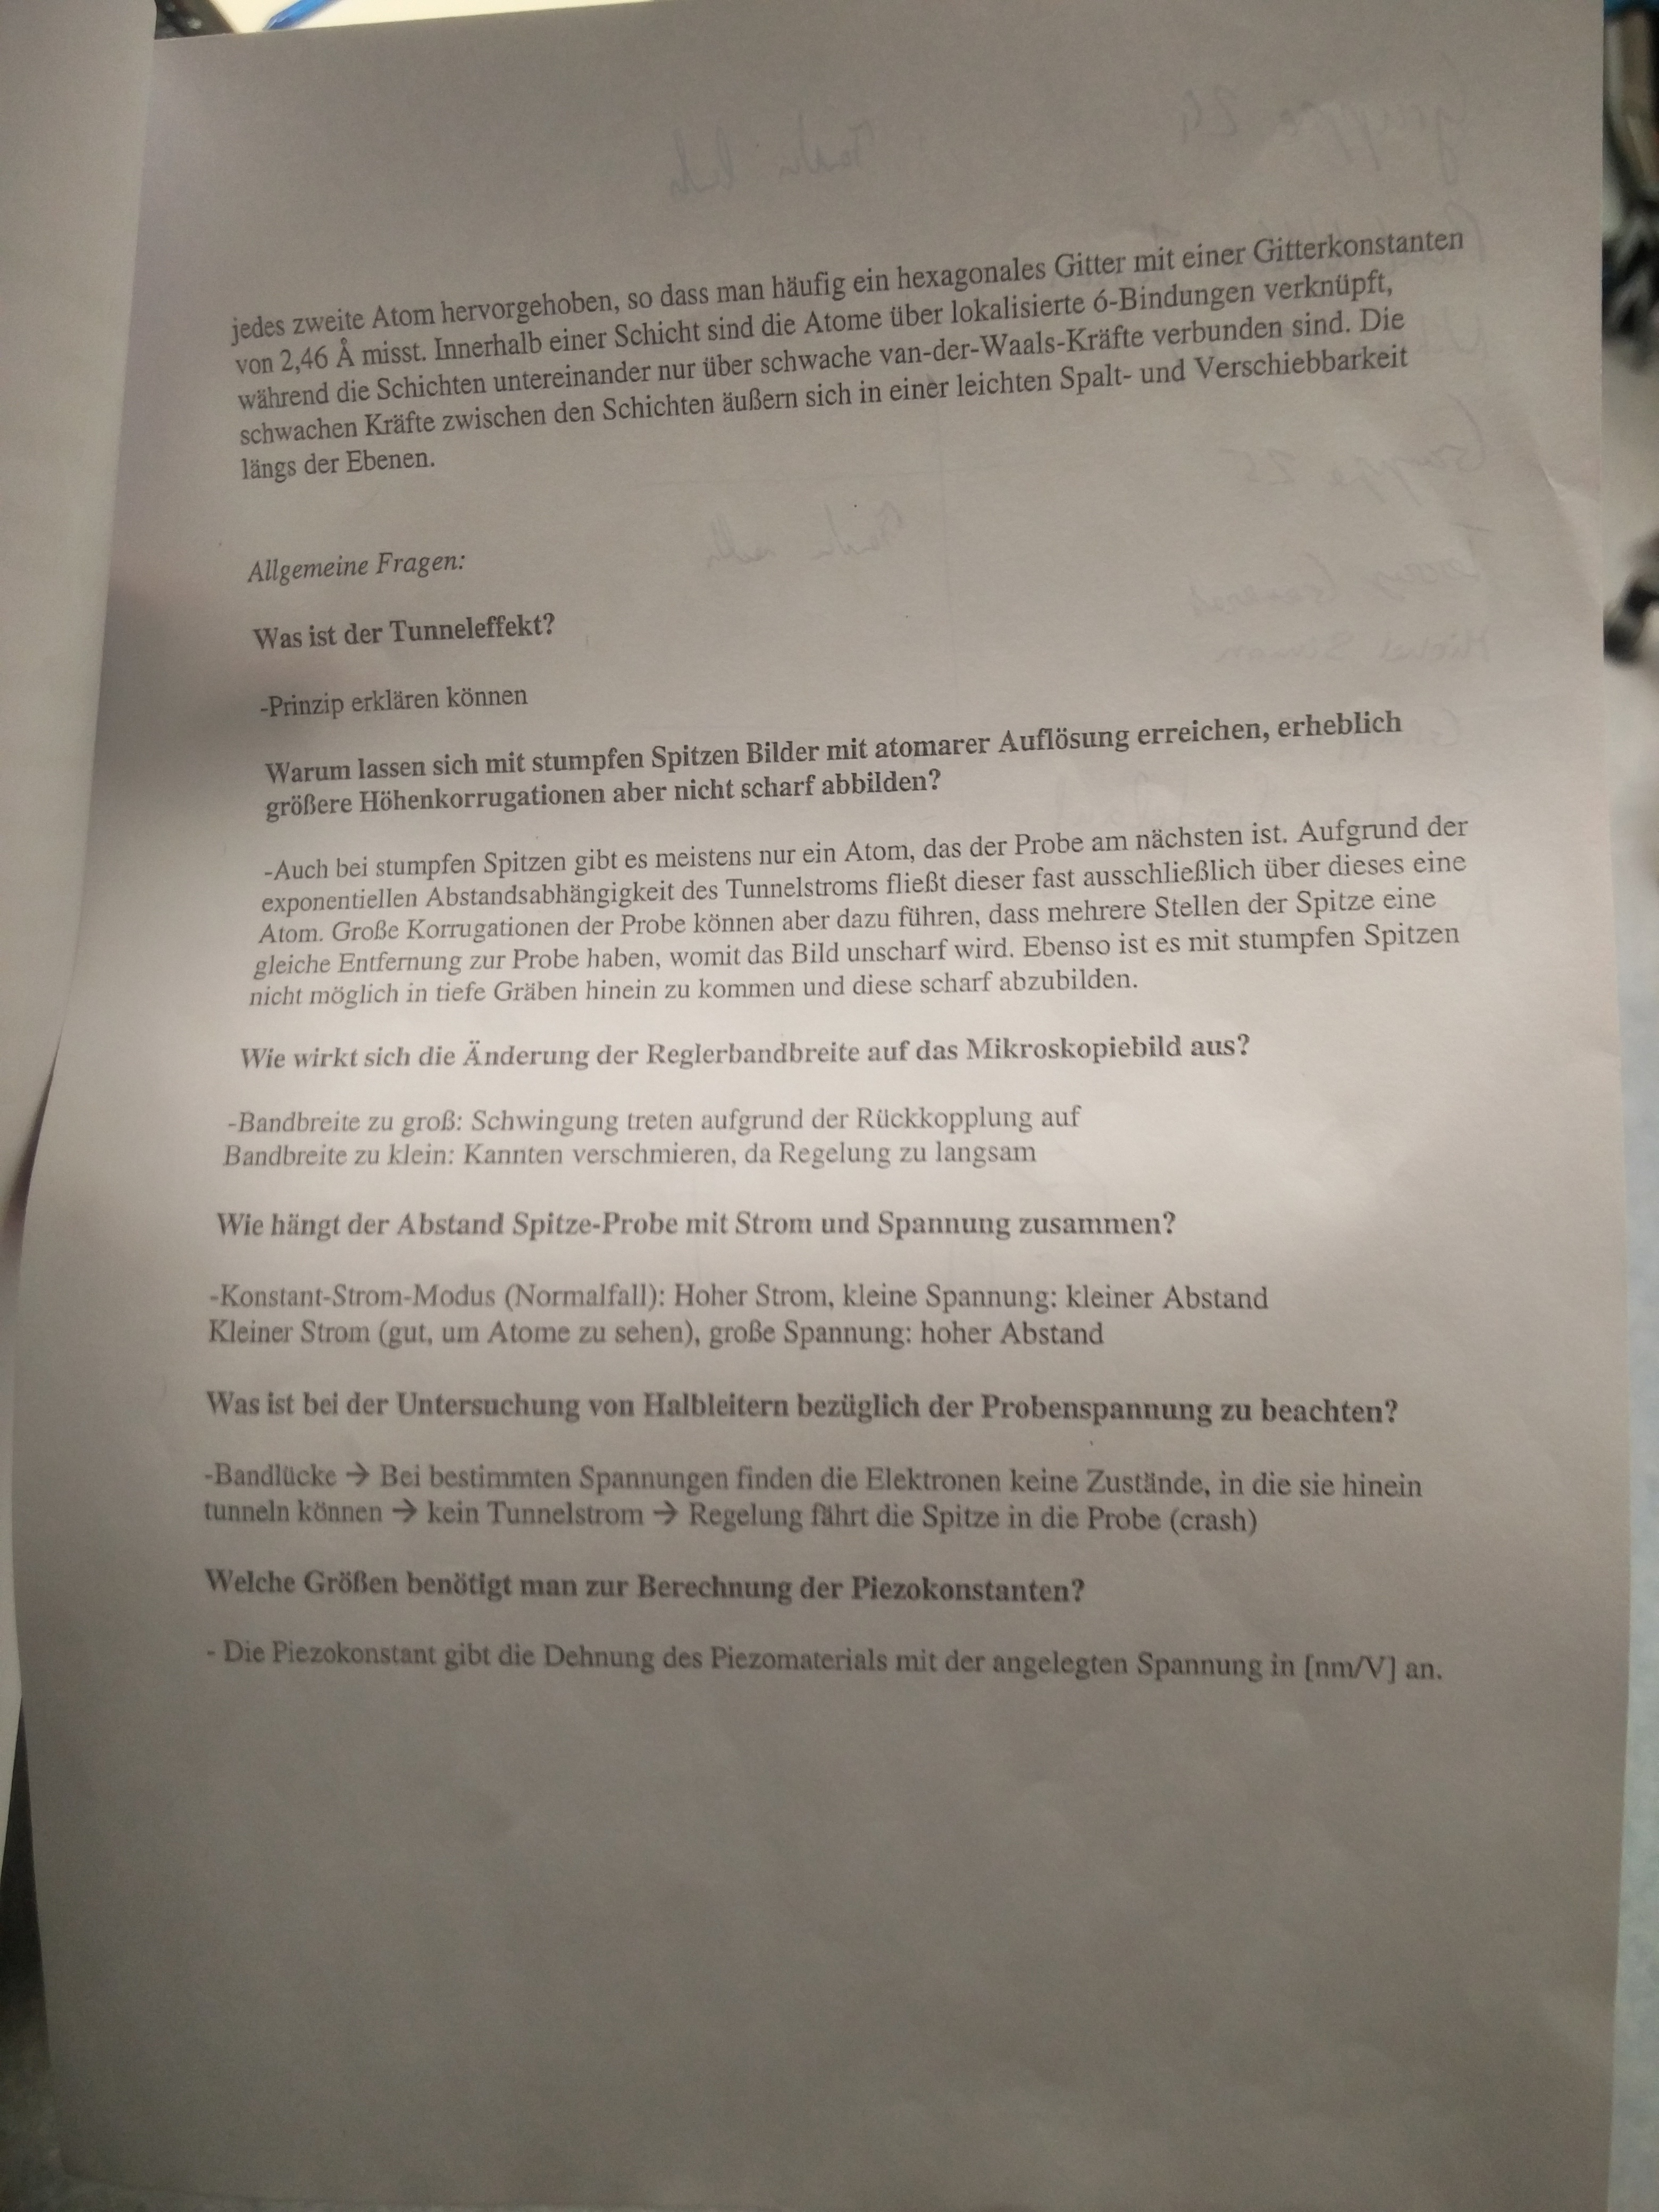 jedes zweite Atom hervorgehoben, so dass man häufig ein hexagonales Gitter mit einer Gitterkonstanten
von 2,46 Å misst. Innerhalb einer Schicht sind die Atome über lokalisierte ó-Bindungen verknüpft,
während die Schichten untereinander nur über schwache van-der-Waals-Kräfte verbunden sind. Die
schwachen Kräfte zwischen den Schichten äußern sich in einer leichten Spalt- und Verschiebbarkeit
längs der Ebenen.
Allgemeine Fragen:
Was ist der Tunneleffekt?
-Prinzip erklären können
Warum lassen sich mit stumpfen Spitzen Bilder mit atomarer Auflösung erreichen, erheblich
größere Höhenkorrugationen aber nicht scharf abbilden?
-Auch bei stumpfen Spitzen gibt es meistens nur ein Atom, das der Probe am nächsten ist. Aufgrund der
exponentiellen Abstandsabhängigkeit des Tunnelstroms fließt dieser fast ausschließlich über dieses eine
Atom. Große Korrugationen der Probe können aber dazu führen, dass mehrere Stellen der Spitze eine
gleiche Entfernung zur Probe haben, womit das Bild unscharf wird. Ebenso ist es mit stumpfen Spitzen
nicht möglich in tiefe Gräben hinein zu kommen und diese scharf abzubilden.
Wie wirkt sich die Änderung der Reglerbandbreite auf das Mikroskopiebild aus?
-Bandbreite zu groß: Schwingung treten aufgrund der Rückkopplung auf
Bandbreite zu klein: Kannten verschmieren, da Regelung zu langsam
Wie hängt der Abstand Spitze-Probe mit Strom und Spannung zusammen?
-Konstant-Strom-Modus (Normalfall): Hoher Strom, kleine Spannung: kleiner Abstand
Kleiner Strom (gut, um Atome zu sehen), große Spannung: hoher Abstand
Was ist bei der Untersuchung von Halbleitern bezüglich der Probenspannung zu beachten?
-Bandlücke → Bei bestimmten Spannungen finden die Elektronen keine Zustände, in die sie hinein
tunneln können → kein Tunnelstrom → Regelung fährt die Spitze in die Probe (crash)
Welche Größen benötigt man zur Berechnung der Piezokonstanten?
- Die Piezokonstant gibt die Dehnung des Piezomaterials mit der angelegten Spannung in [nm/V] an.